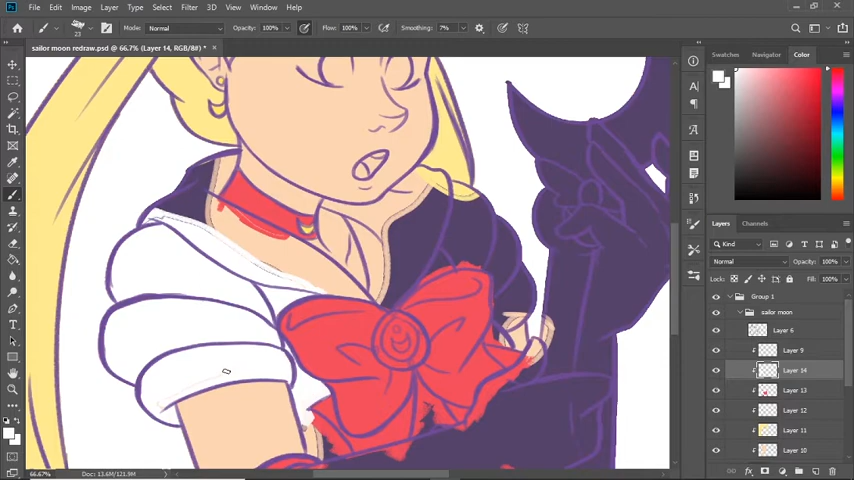 Ps File Edit Image Layer Type Select Filter 3D View Window Help
23 Mode: Normal Opacity: 100% Flow: 100% Smoothing: 7%
sailor moon redraw.psd @ 66.7% (Layer 14, RGB/8#) * ×
Swatches Navigator Color
Layers Channels
Kind
Normal Opacity: 100%
Lock: Fill: 100%
Group 1
sailor moon
Layer 6
Layer 9
Layer 14
Layer 13
Layer 12
Layer 11
Layer 10
66.67% Doc: 13.6M/121.9M